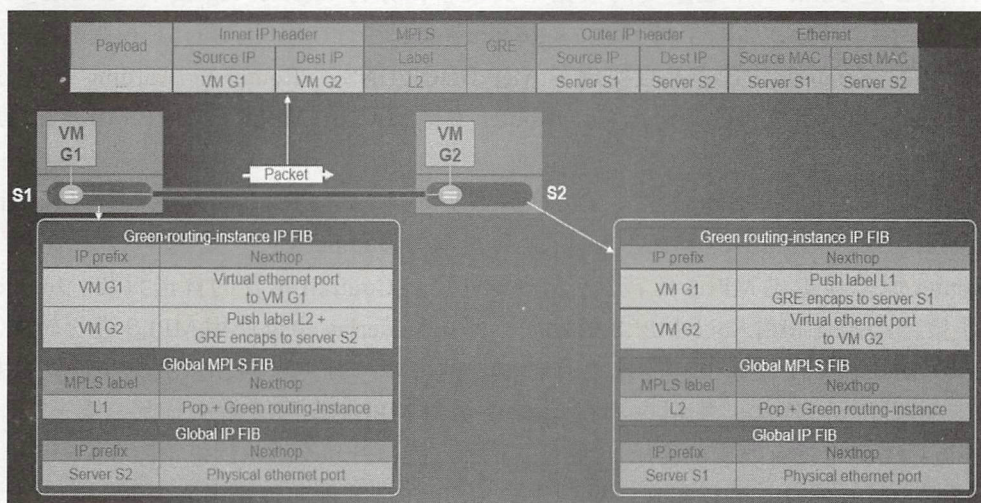 Payload Inner IP header MPLS GRE Outer IP header Ethernet
Source IP Dest IP Label Source IP Dest IP Source MAC Dest MAC
... VM G1 VM G2 L2 Server S1 Server S2 Server S1 Server S2
VM
G1
VM
G2
Packet
S1
S2
Green-routing-instance IP FIB
IP prefix Nexthop
VM G1 Virtual ethernet port
to VM G1
VM G2 Push label L2 +
GRE encaps to server S2
Global MPLS FIB
MPLS label Nexthop
L1 Pop + Green routing-instance
Global IP FIB
IP prefix Nexthop
Server S2 Physical ethernet port
Green routing-instance IP FIB
IP prefix Nexthop
VM G1 Push label L1
GRE encaps to server S1
VM G2 Virtual ethernet port
to VM G2
Global MPLS FIB
MPLS label Nexthop
L2 Pop + Green routing-instance
Global IP FIB
IP prefix Nexthop
Server S1 Physical ethernet port